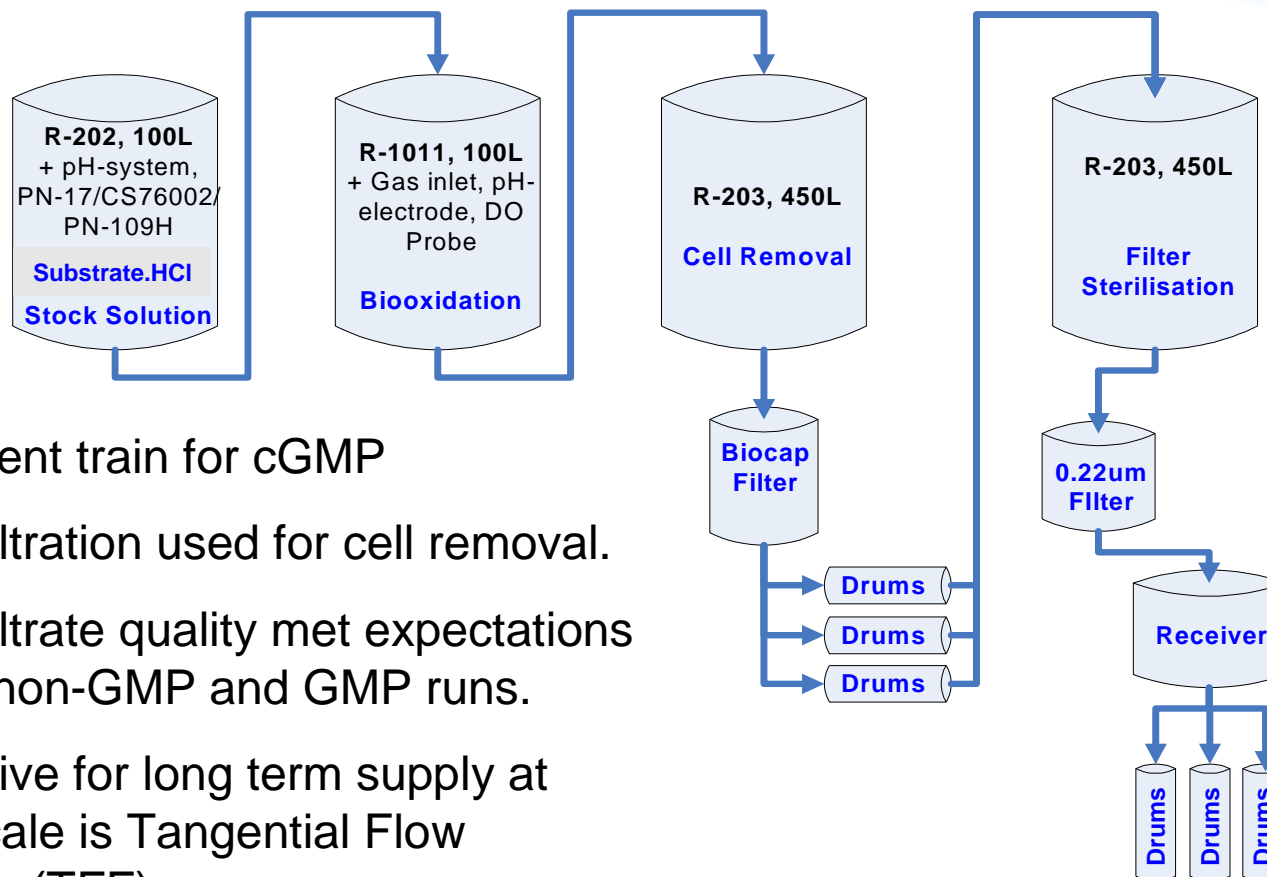 R-202, 100L
+ pH-system,
PN-17/CS76002/
PN-109H
Substrate.HCl
Stock Solution
R-1011, 100L
+ Gas inlet, pH-
electrode, DO
Probe
Biooxidation
R-203, 450L
Cell Removal
R-203, 450L
Filter
Sterilisation
Biocap
Filter
0.22um
FIlter
Drums
Drums
Drums
Receiver
Drums
Drums
Drums
ent train for cGMP
ltration used for cell removal.
ltrate quality met expectations
non-GMP and GMP runs.
ive for long term supply at
cale is Tangential Flow
(TFF)